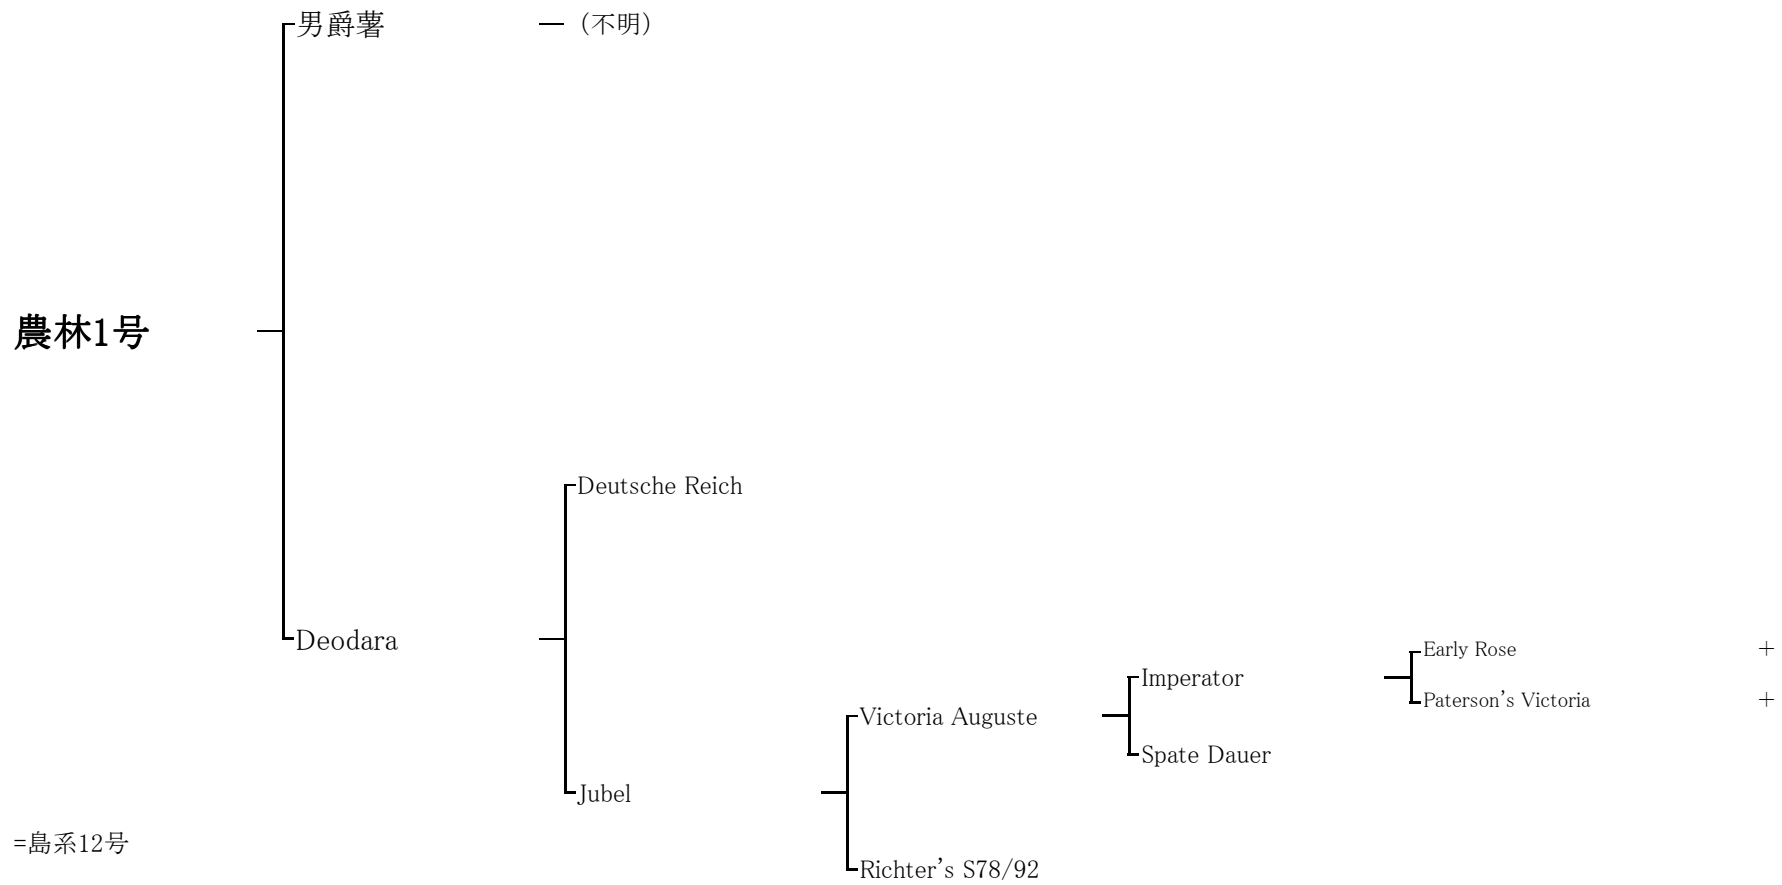 男爵薯
(不明)
農林1号
Deutsche Reich
Deodara
Early Rose +
Imperator
Paterson's Victoria +
Victoria Auguste
Spate Dauer
Jubel
=島系12号
Richter's S78/92